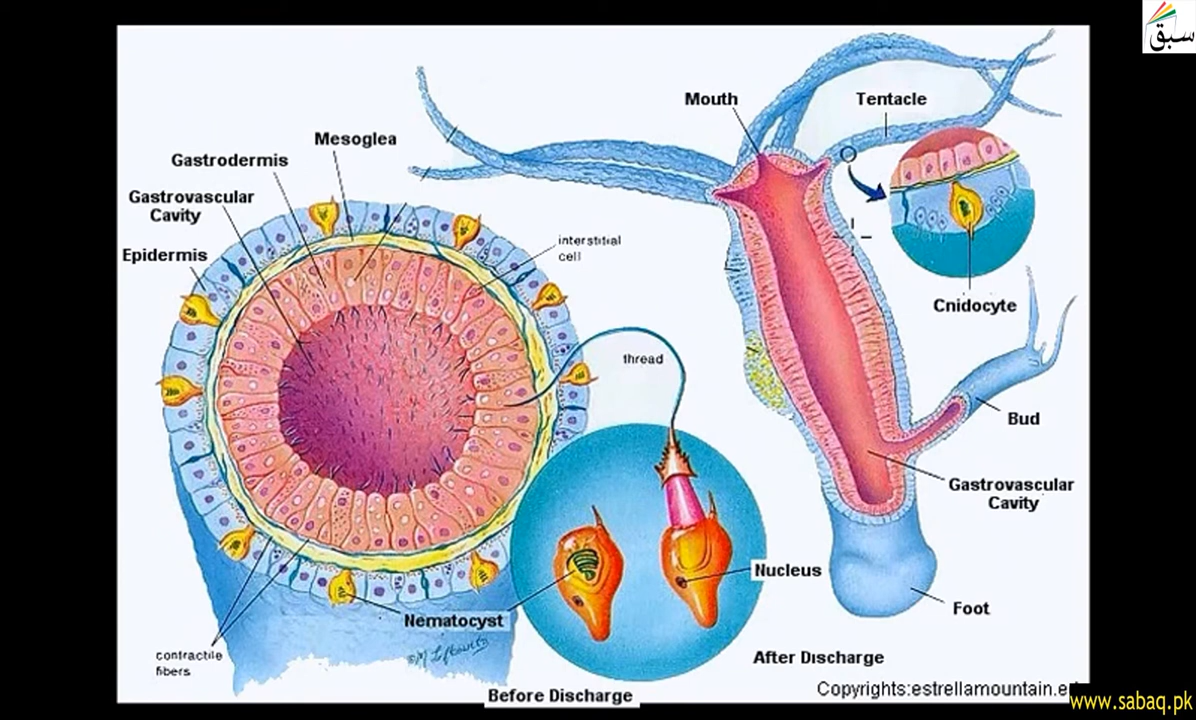 سبق
Mouth
Tentacle
Mesoglea
Gastrodermis
Gastrovascular
Cavity
Epidermis
interstitial
cell
Cnidocyte
thread
Bud
Gastrovascular
Cavity
Nucleus
Foot
Nematocyst
contractile
fibers
After Discharge
Before Discharge
Copyrights:estrellamountain.e
www.sabaq.pk